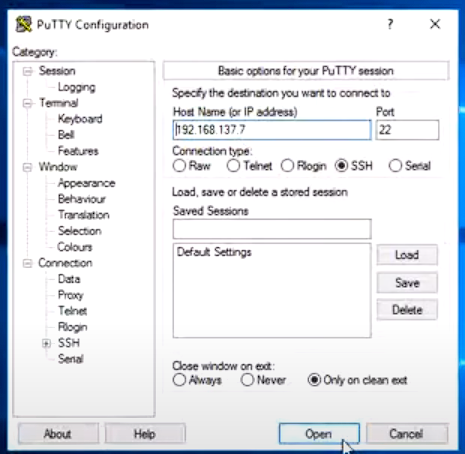 PuTTY Configuration ? X
Category:
Session
Logging
Terminal
Keyboard
Bell
Features
Window
Appearance
Behaviour
Translation
Selection
Colours
Connection
Data
Proxy
Telnet
Rlogin
SSH
Serial
Basic options for your PuTTY session
Specify the destination you want to connect to
Host Name (or IP address) Port
192.168.137.7 22
Connection type:
Raw Telnet Rlogin SSH Serial
Load, save or delete a stored session
Saved Sessions
Default Settings
Load
Save
Delete
Close window on exit:
Always Never Only on clean exit
About Help Open Cancel